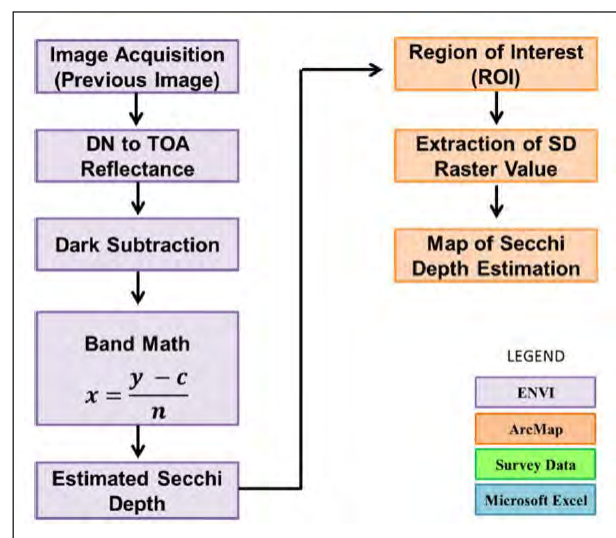 Image Acquisition
(Previous Image)
DN to TOA
Reflectance
Dark Subtraction
Band Math
x = (y - c) / n
Estimated Secchi
Depth
Region of Interest
(ROI)
Extraction of SD
Raster Value
Map of Secchi
Depth Estimation
LEGEND
ENVI
ArcMap
Survey Data
Microsoft Excel